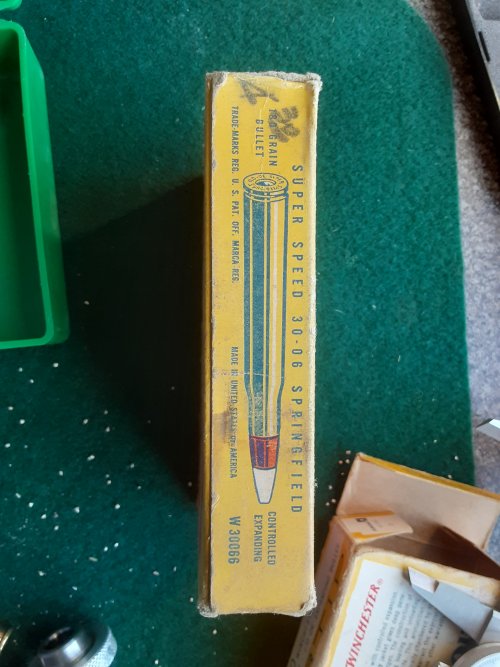 SUPER SPEED 30-06 SPRINGFIELD
180 GRAIN
BULLET
CONTROLLED
EXPANDING
TRADE-MARKS REG. U. S. PAT. OFF. MARCA REG.
MADE IN UNITED STATES OF AMERICA
W 30066
WINCHESTER®